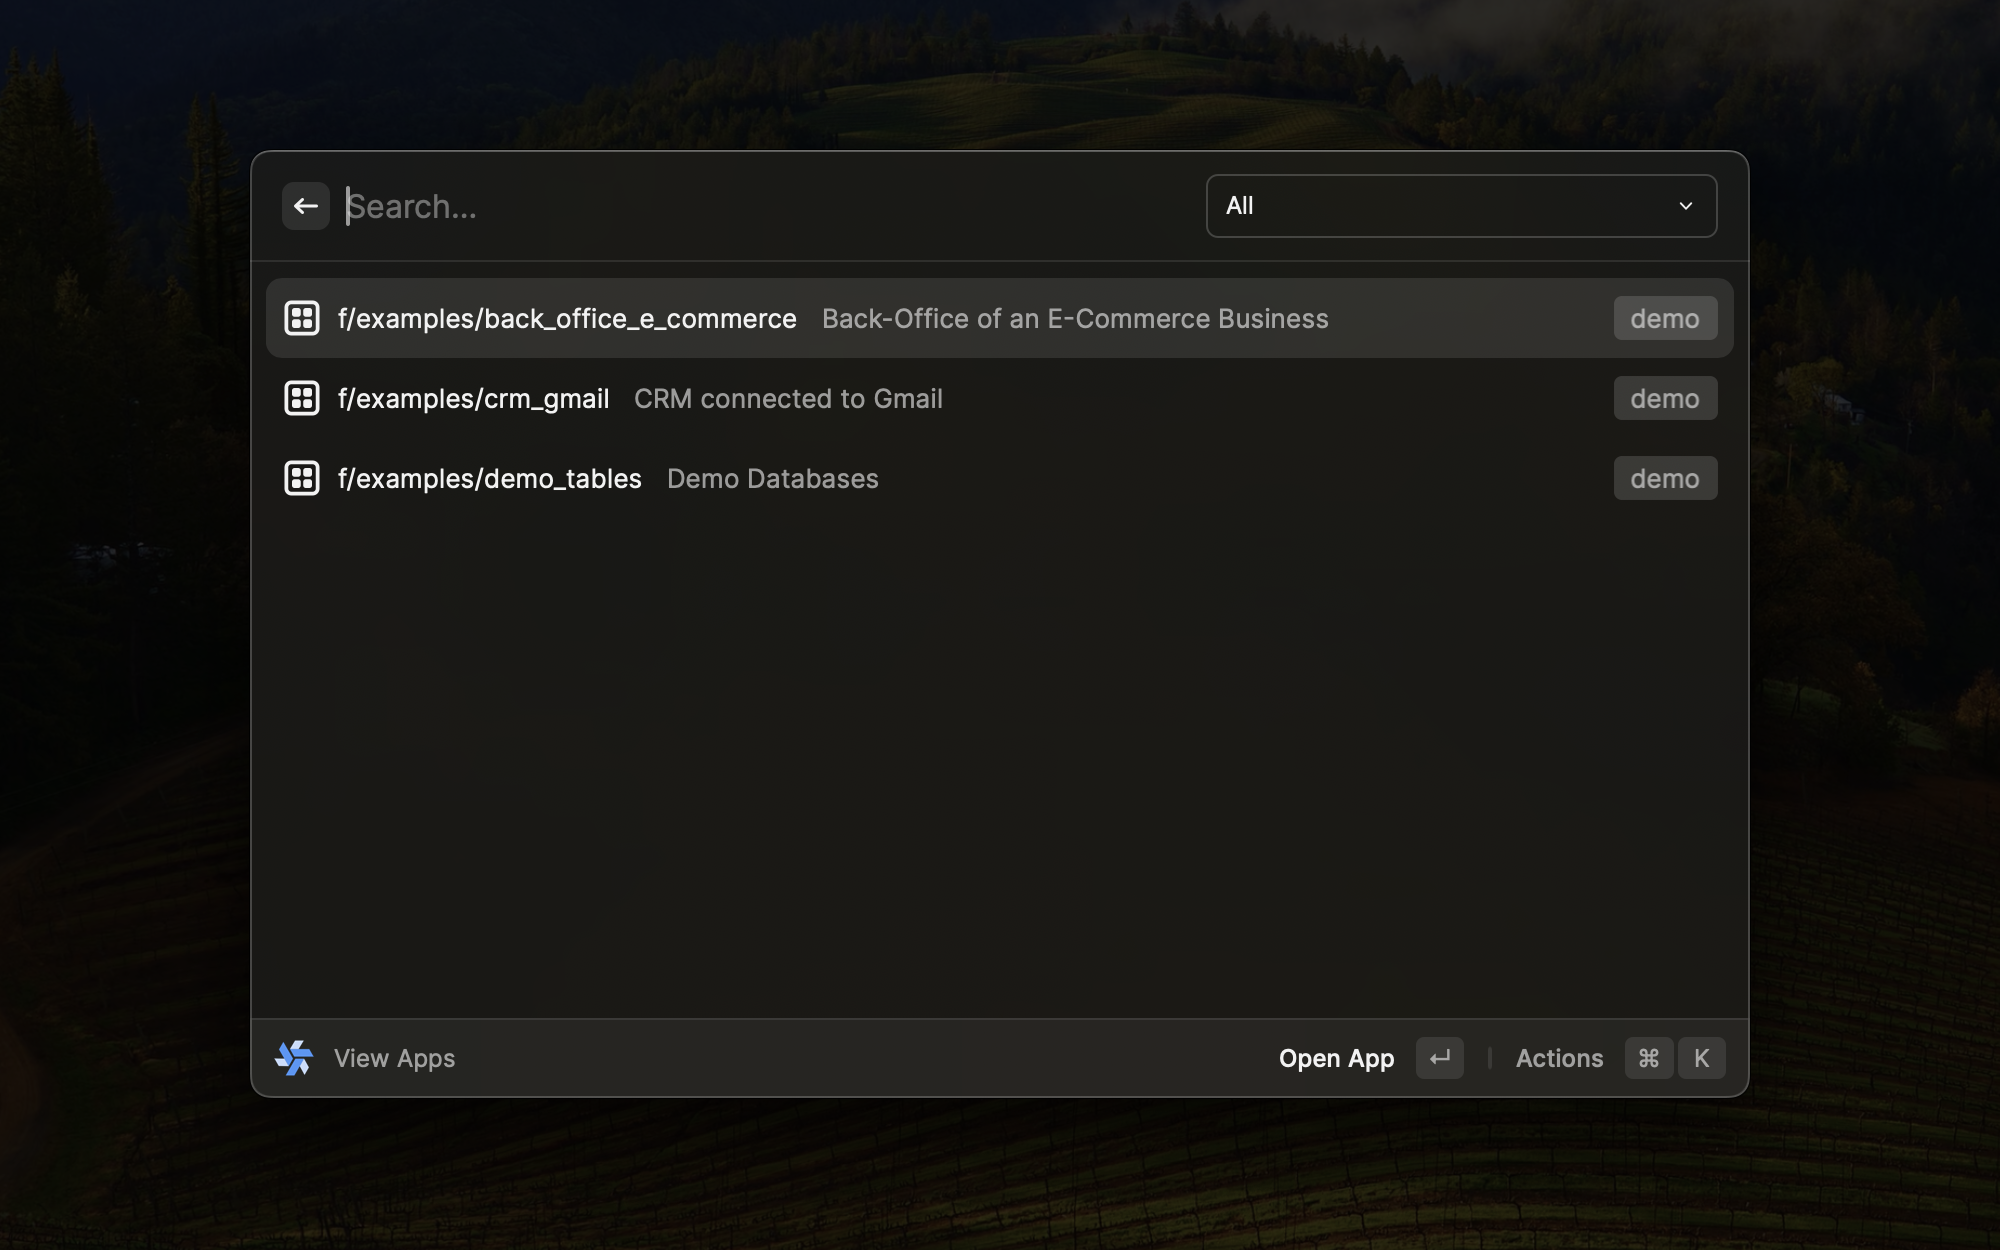 Search...
All
f/examples/back_office_e_commerce Back-Office of an E-Commerce Business demo
f/examples/crm_gmail CRM connected to Gmail demo
f/examples/demo_tables Demo Databases demo
View Apps Open App ↵ Actions ⌘ K